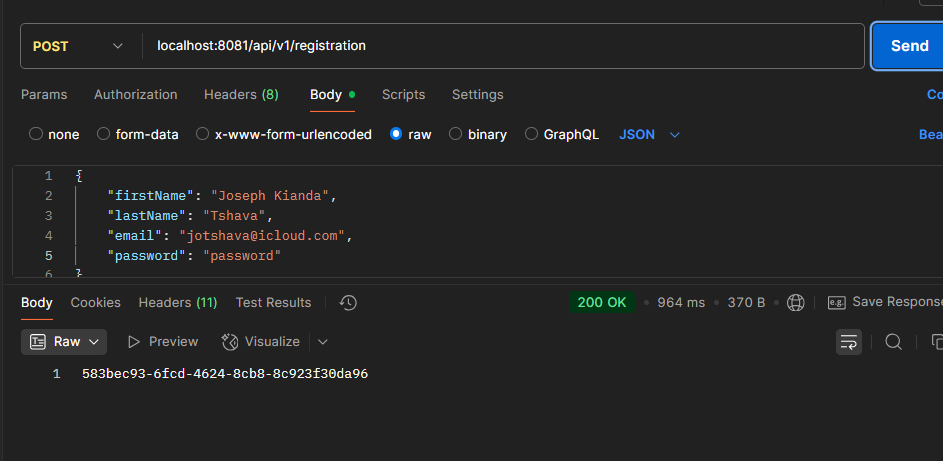 POST localhost:8081/api/v1/registration Send
Params Authorization Headers (8) Body Scripts Settings
none form-data x-www-form-urlencoded raw binary GraphQL JSON
1 {
2 "firstName": "Joseph Kianda",
3 "lastName": "Tshava",
4 "email": "jotshava@icloud.com",
5 "password": "password"
6 }
Body Cookies Headers (11) Test Results 200 OK 964 ms 370 B e.g. Save Response
Raw Preview Visualize
1 583bec93-6fcd-4624-8cb8-8c923f30da96